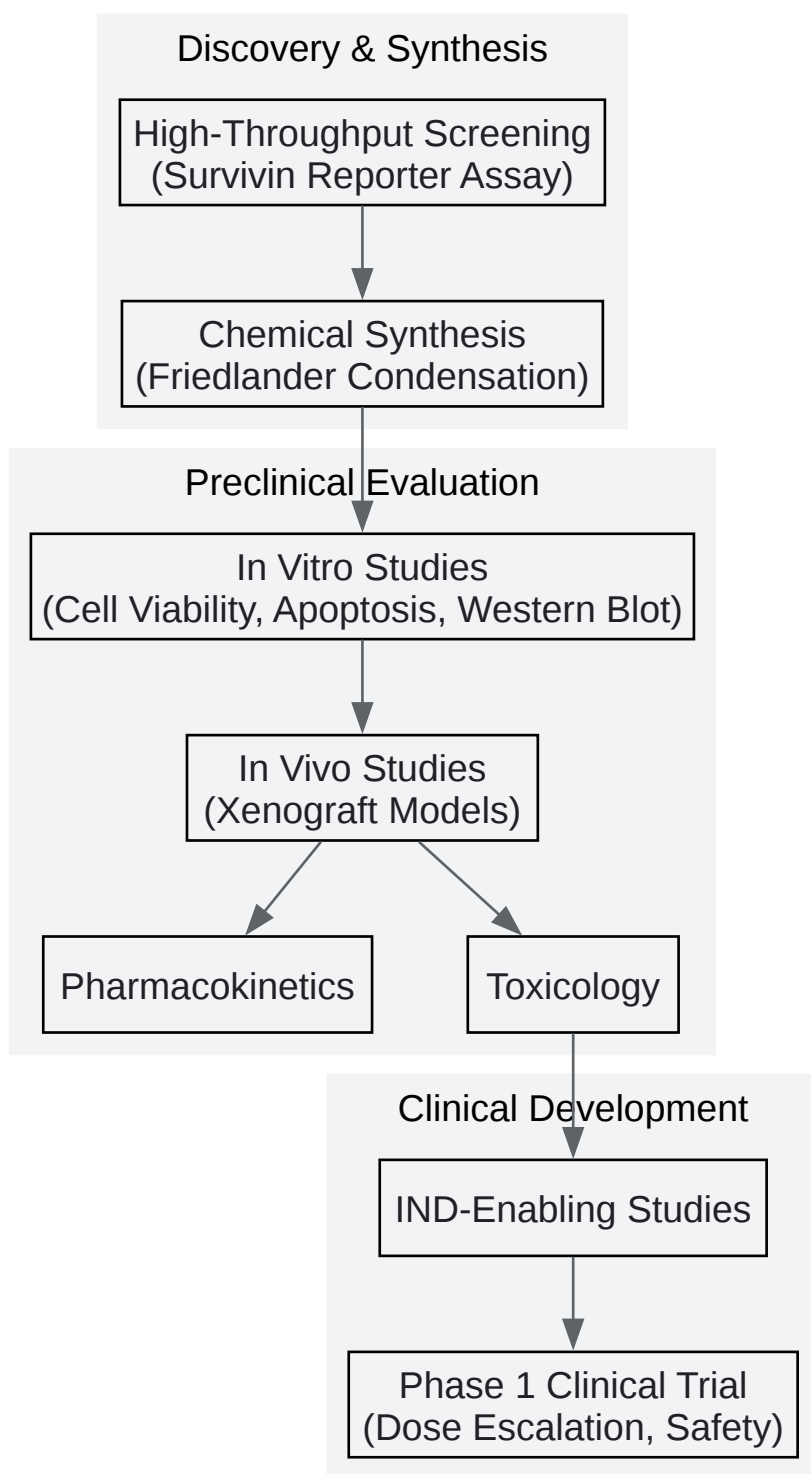 Discovery & Synthesis
High-Throughput Screening
(Survivin Reporter Assay)
Chemical Synthesis
(Friedlander Condensation)
Preclinical Evaluation
In Vitro Studies
(Cell Viability, Apoptosis, Western Blot)
In Vivo Studies
(Xenograft Models)
Pharmacokinetics
Toxicology
Clinical Development
IND-Enabling Studies
Phase 1 Clinical Trial
(Dose Escalation, Safety)